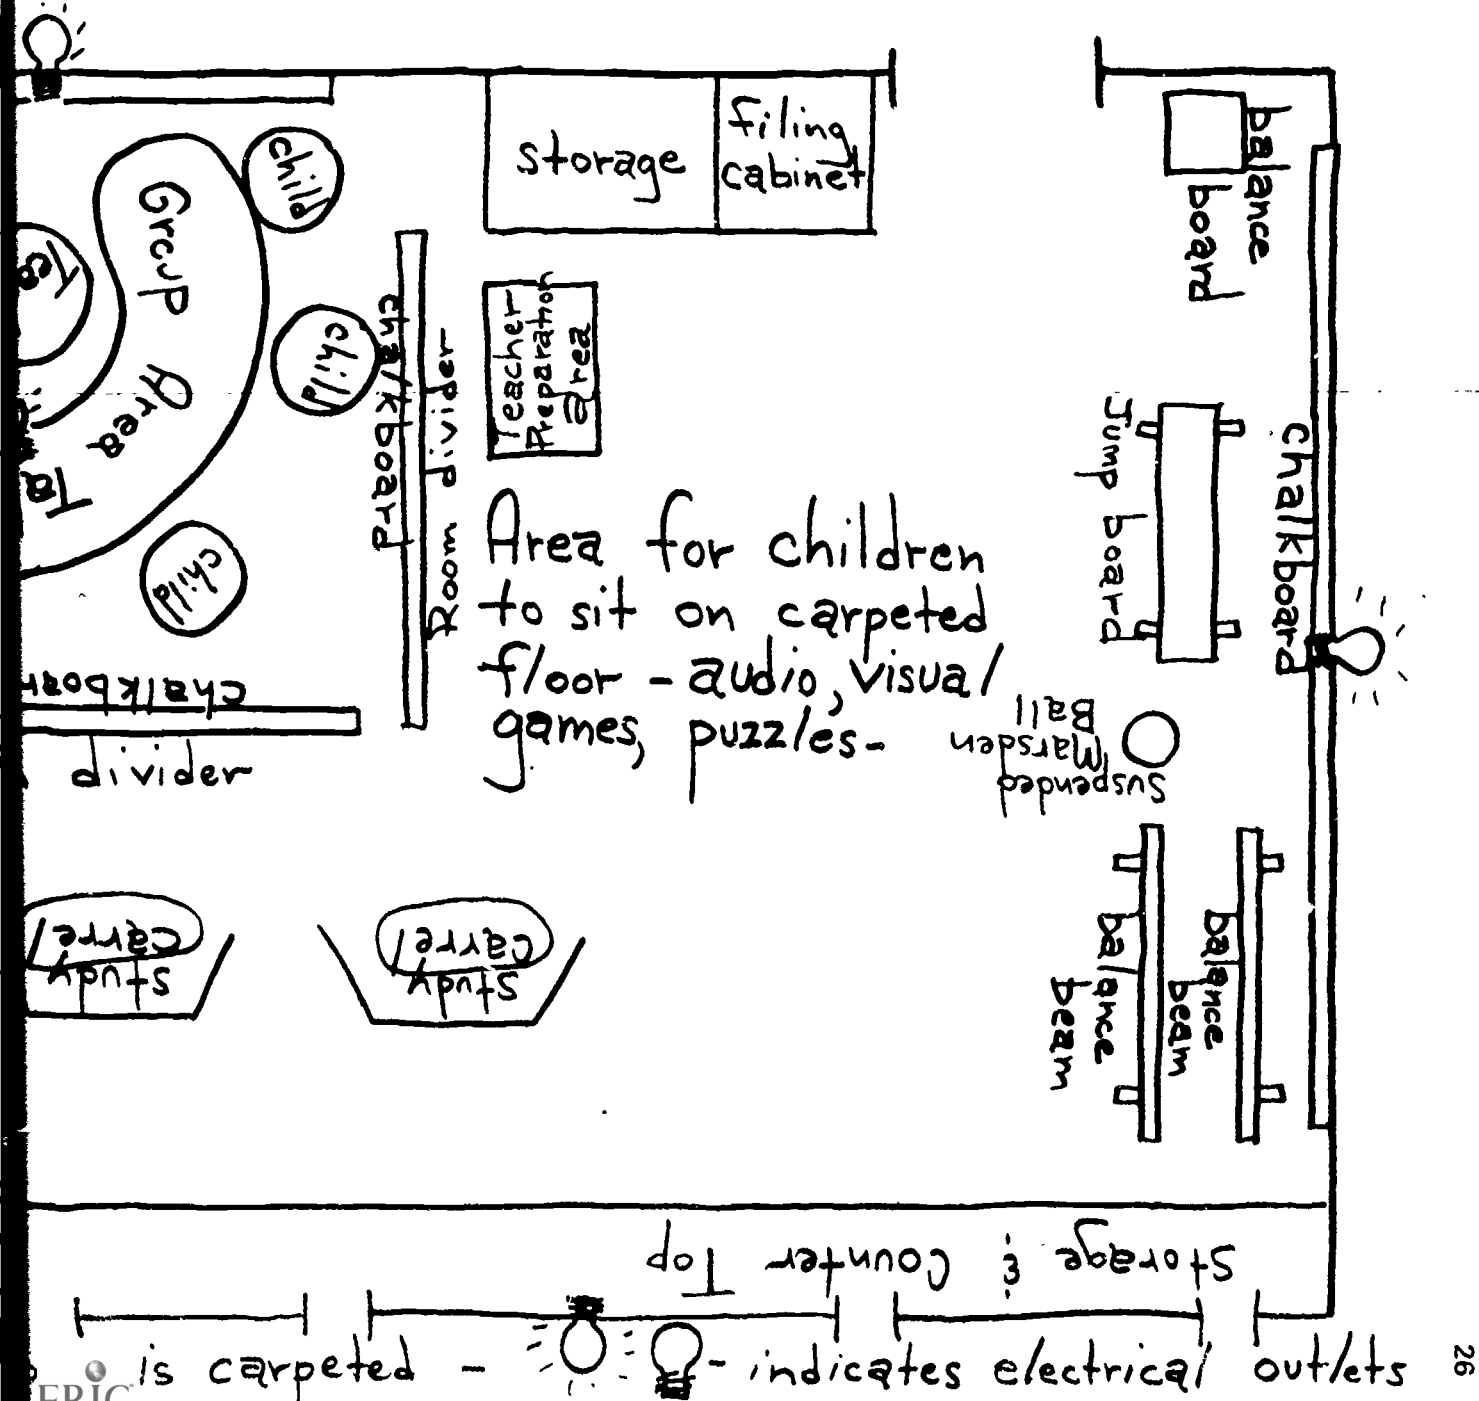 storage
filing
cabinet
balance
board
child
Group Area
child
chalkboard
Room divider
Teacher
Preparation
area
Jump board
chalkboard
child
Area for children
to sit on carpeted
floor - audio, visual
games, puzzles-
divider
Suspended
Marsden
Ball
study
carrel
study
carrel
balance
beam
balance
beam
Storage & Counter Top
is carpeted -
- indicates electrical outlets
26
ERIC